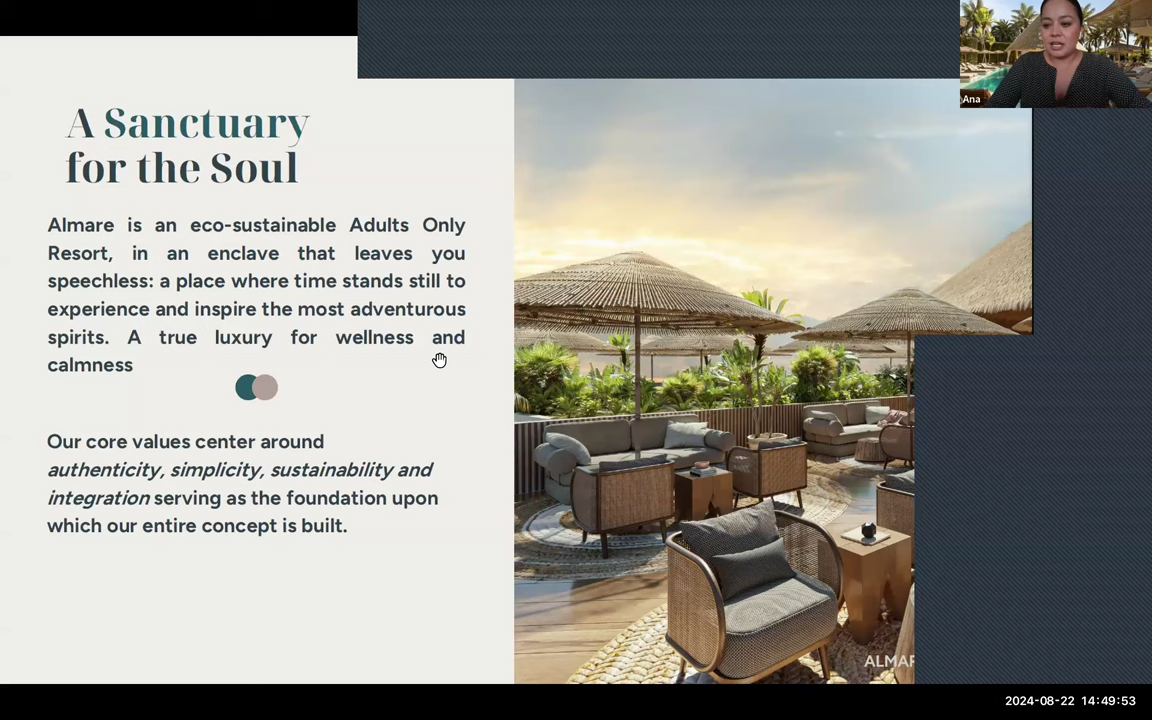 Ana
A Sanctuary
for the Soul
Almare is an eco-sustainable Adults Only
Resort, in an enclave that leaves you
speechless: a place where time stands still to
experience and inspire the most adventurous
spirits. A true luxury for wellness and
calmness
Our core values center around
authenticity, simplicity, sustainability and
integration serving as the foundation upon
which our entire concept is built.
2024-08-22 14:49:53